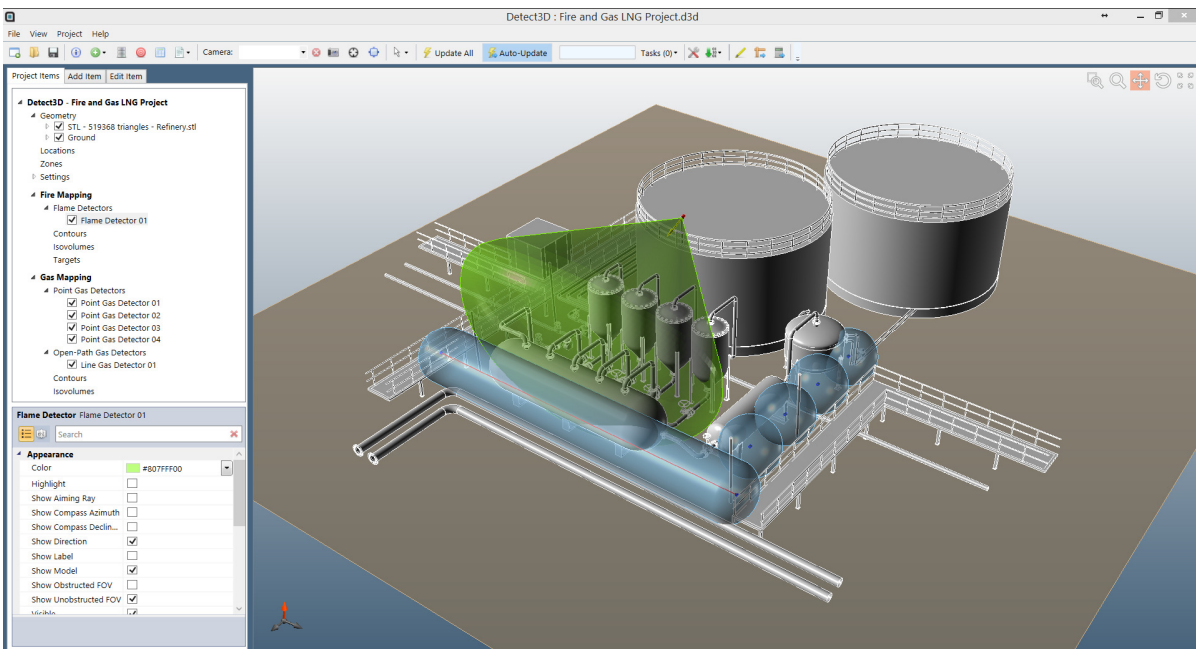 Detect3D : Fire and Gas LNG Project.d3d
File View Project Help
Camera: Update All Auto-Update Tasks (0)
Project Items Add Item Edit Item
Detect3D - Fire and Gas LNG Project
Geometry
STL - 519368 triangles - Refinery.stl
Ground
Locations
Zones
Settings
Fire Mapping
Flame Detectors
Flame Detector 01
Contours
Isovolumes
Targets
Gas Mapping
Point Gas Detectors
Point Gas Detector 01
Point Gas Detector 02
Point Gas Detector 03
Point Gas Detector 04
Open-Path Gas Detectors
Line Gas Detector 01
Contours
Isovolumes
Flame Detector Flame Detector 01
Search
Appearance
Color #807FFF00
Highlight
Show Aiming Ray
Show Compass Azimuth
Show Compass Declin...
Show Direction
Show Label
Show Model
Show Obstructed FOV
Show Unobstructed FOV
Visible